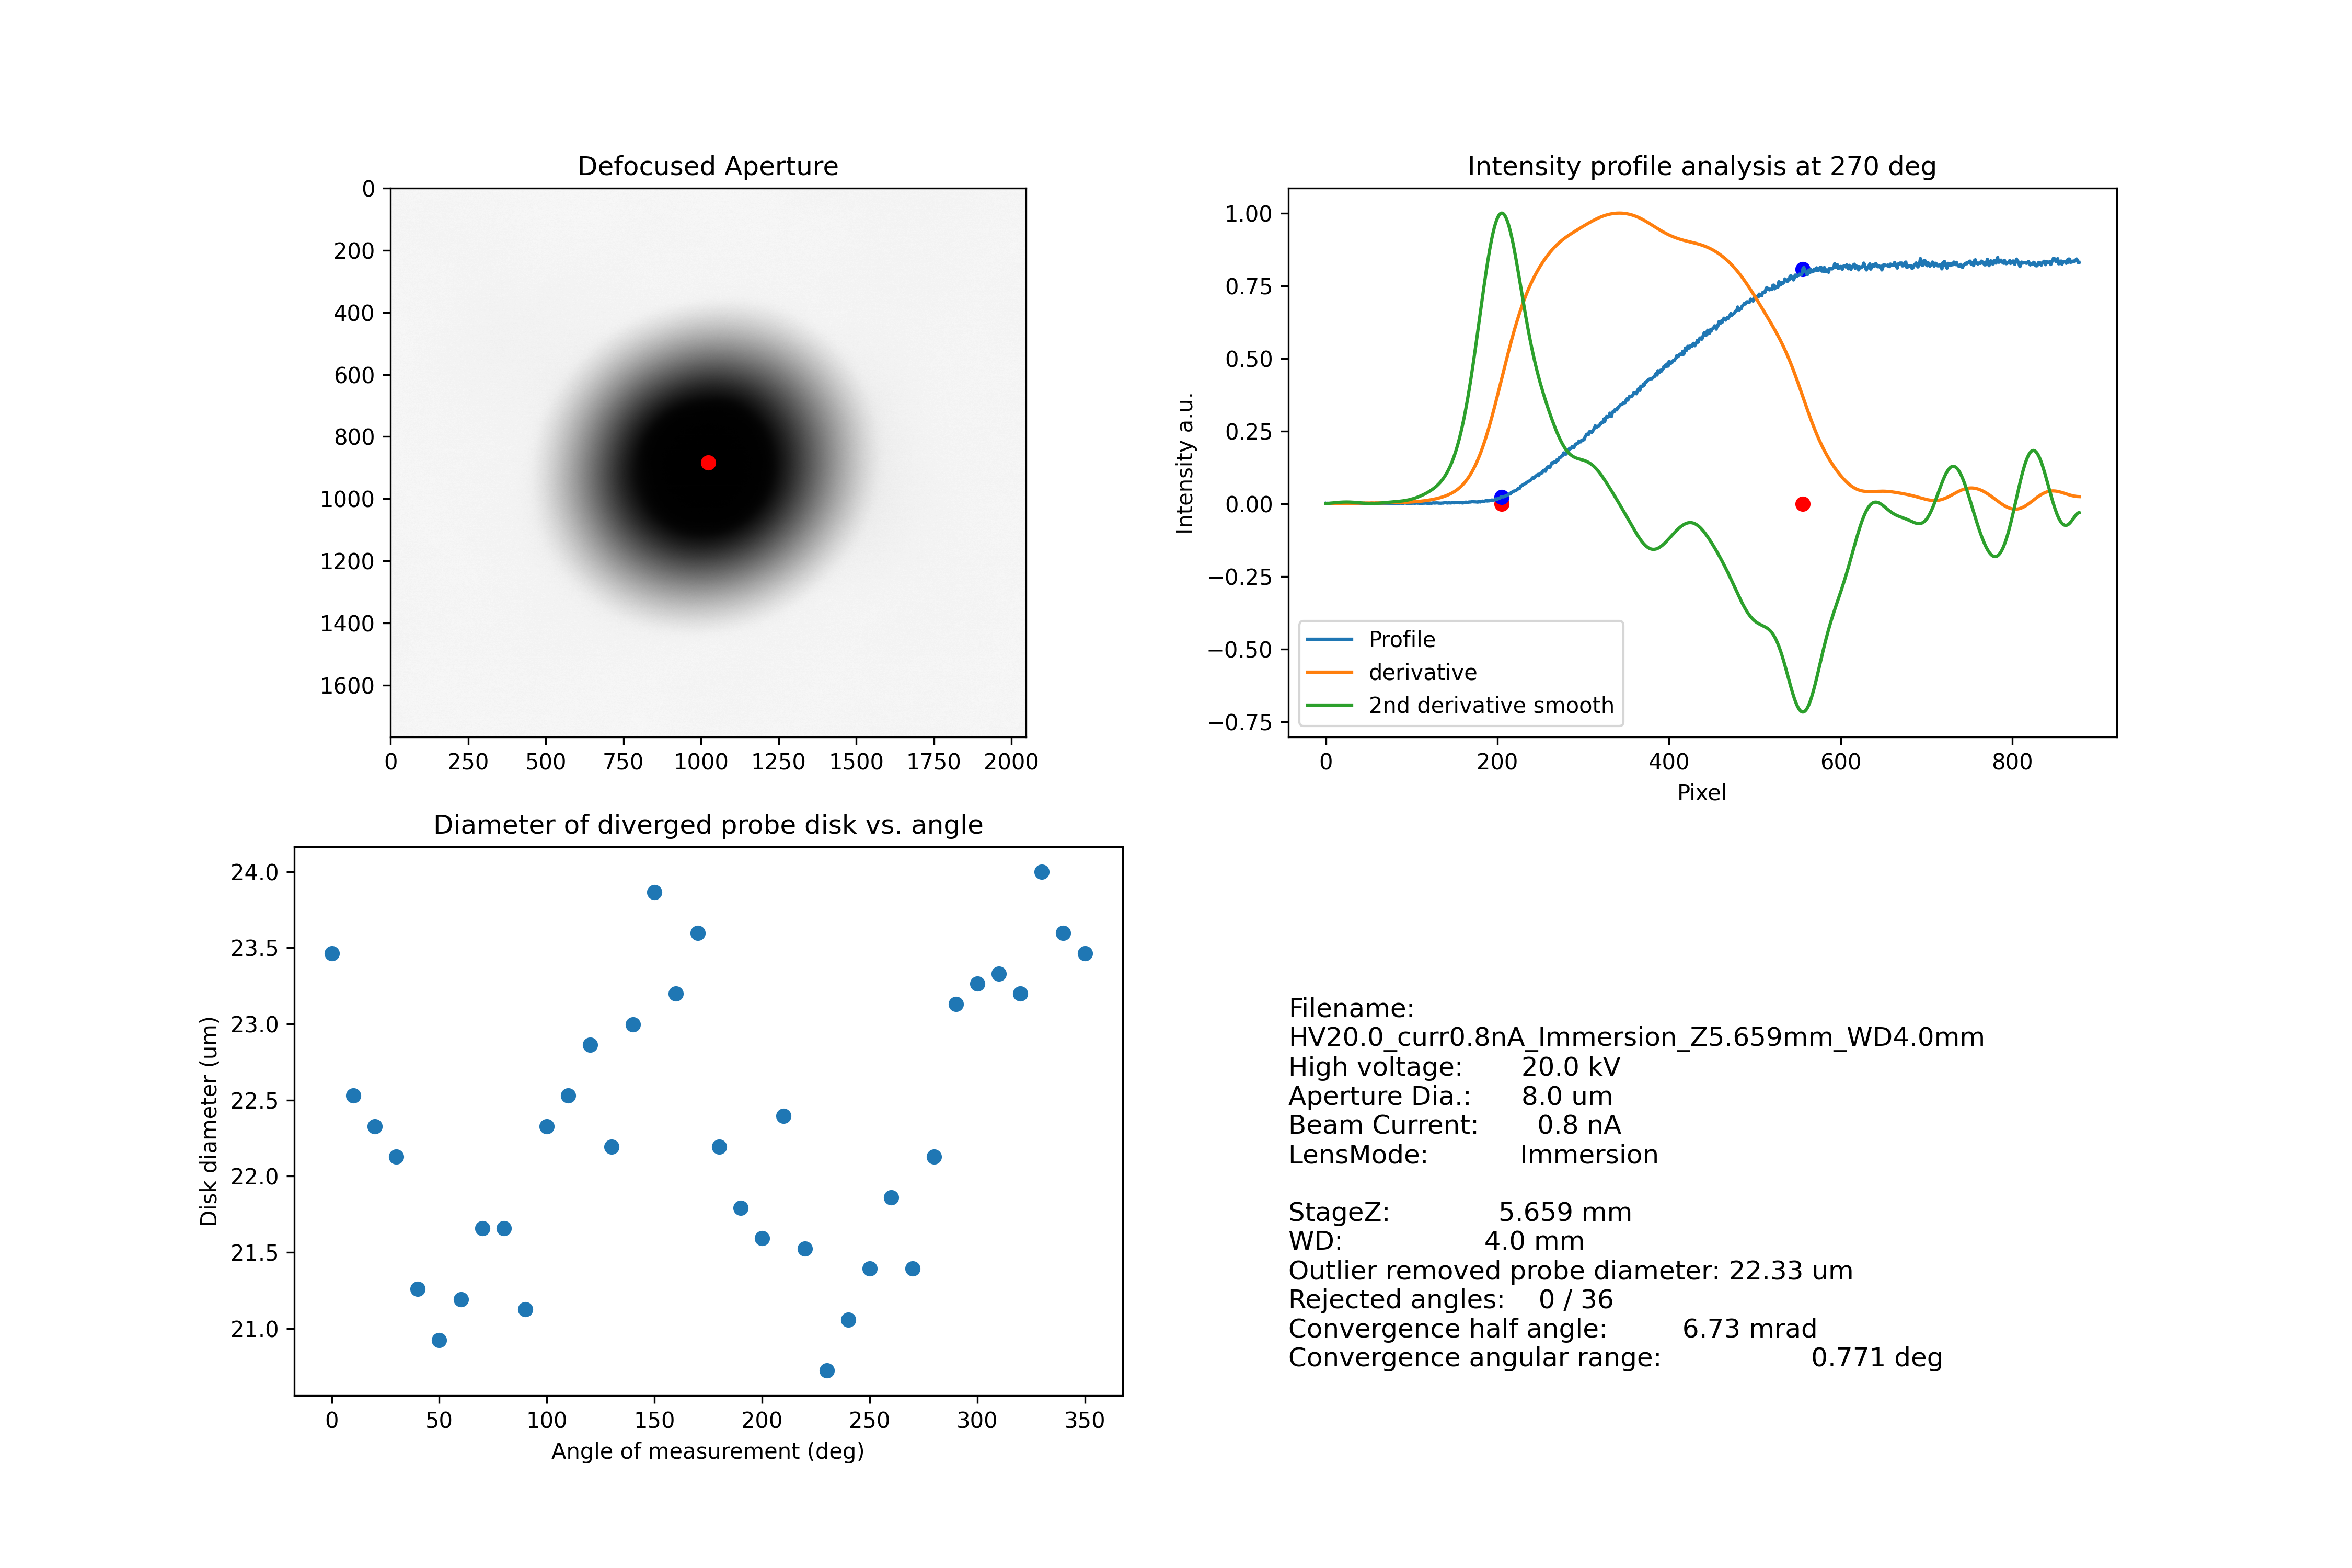 Defocused Aperture
0
200
400
600
800
1000
1200
1400
1600
0 250 500 750 1000 1250 1500 1750 2000
Intensity profile analysis at 270 deg
Intensity a.u.
1.00
0.75
0.50
0.25
0.00
−0.25
−0.50
−0.75
Profile
derivative
2nd derivative smooth
0 200 400 600 800
Pixel
Diameter of diverged probe disk vs. angle
Disk diameter (um)
24.0
23.5
23.0
22.5
22.0
21.5
21.0
0 50 100 150 200 250 300 350
Angle of measurement (deg)
Filename:
HV20.0_curr0.8nA_Immersion_Z5.659mm_WD4.0mm
High voltage: 20.0 kV
Aperture Dia.: 8.0 um
Beam Current: 0.8 nA
LensMode: Immersion
StageZ: 5.659 mm
WD: 4.0 mm
Outlier removed probe diameter: 22.33 um
Rejected angles: 0 / 36
Convergence half angle: 6.73 mrad
Convergence angular range: 0.771 deg